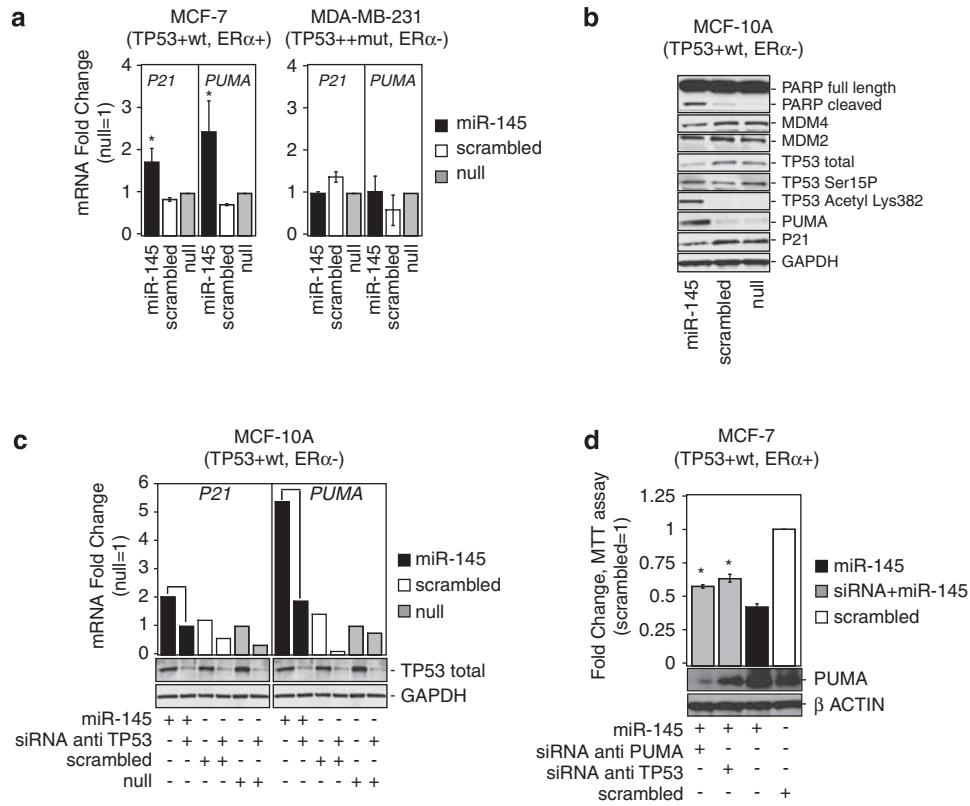 a
MCF-7
(TP53+wt, ERα+)
MDA-MB-231
(TP53++mut, ERα-)
mRNA Fold Change
(null=1)
4
3
2
1
0
P21
PUMA
*
*
miR-145
scrambled
null
miR-145
scrambled
null
4
3
2
1
0
P21
PUMA
miR-145
scrambled
null
miR-145
scrambled
null
miR-145
scrambled
null
b
MCF-10A
(TP53+wt, ERα-)
PARP full length
PARP cleaved
MDM4
MDM2
TP53 total
TP53 Ser15P
TP53 Acetyl Lys382
PUMA
P21
GAPDH
miR-145
scrambled
null
c
MCF-10A
(TP53+wt, ERα-)
mRNA Fold Change
(null=1)
6
5
4
3
2
1
0
P21
PUMA
miR-145
scrambled
null
TP53 total
GAPDH
miR-145 + + - - - - + + - - - -
siRNA anti TP53 - + - + - + - + - + - +
scrambled - - + + - - - - + + - -
null - - - - + + - - - - + +
d
MCF-7
(TP53+wt, ERα+)
Fold Change, MTT assay
(scrambled=1)
1.25
1
0.75
0.5
0.25
0
*
*
miR-145
siRNA+miR-145
scrambled
PUMA
β ACTIN
miR-145 + + + -
siRNA anti PUMA + - - -
siRNA anti TP53 - + - -
scrambled - - - +